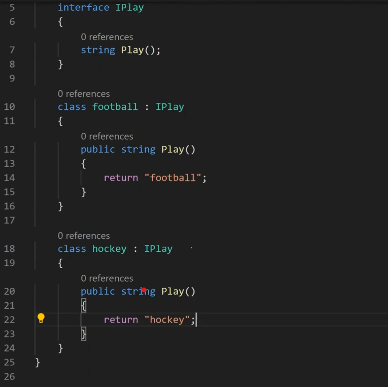 5 interface IPlay
6 {
0 references
7 string Play();
8 }
9
0 references
10 class football : IPlay
11 {
0 references
12 public string Play()
13 {
14 return "football";
15 }
16 }
17
0 references
18 class hockey : IPlay
19 {
0 references
20 public string Play()
21 {
22 return "hockey";
23 }
24 }
25 }
26